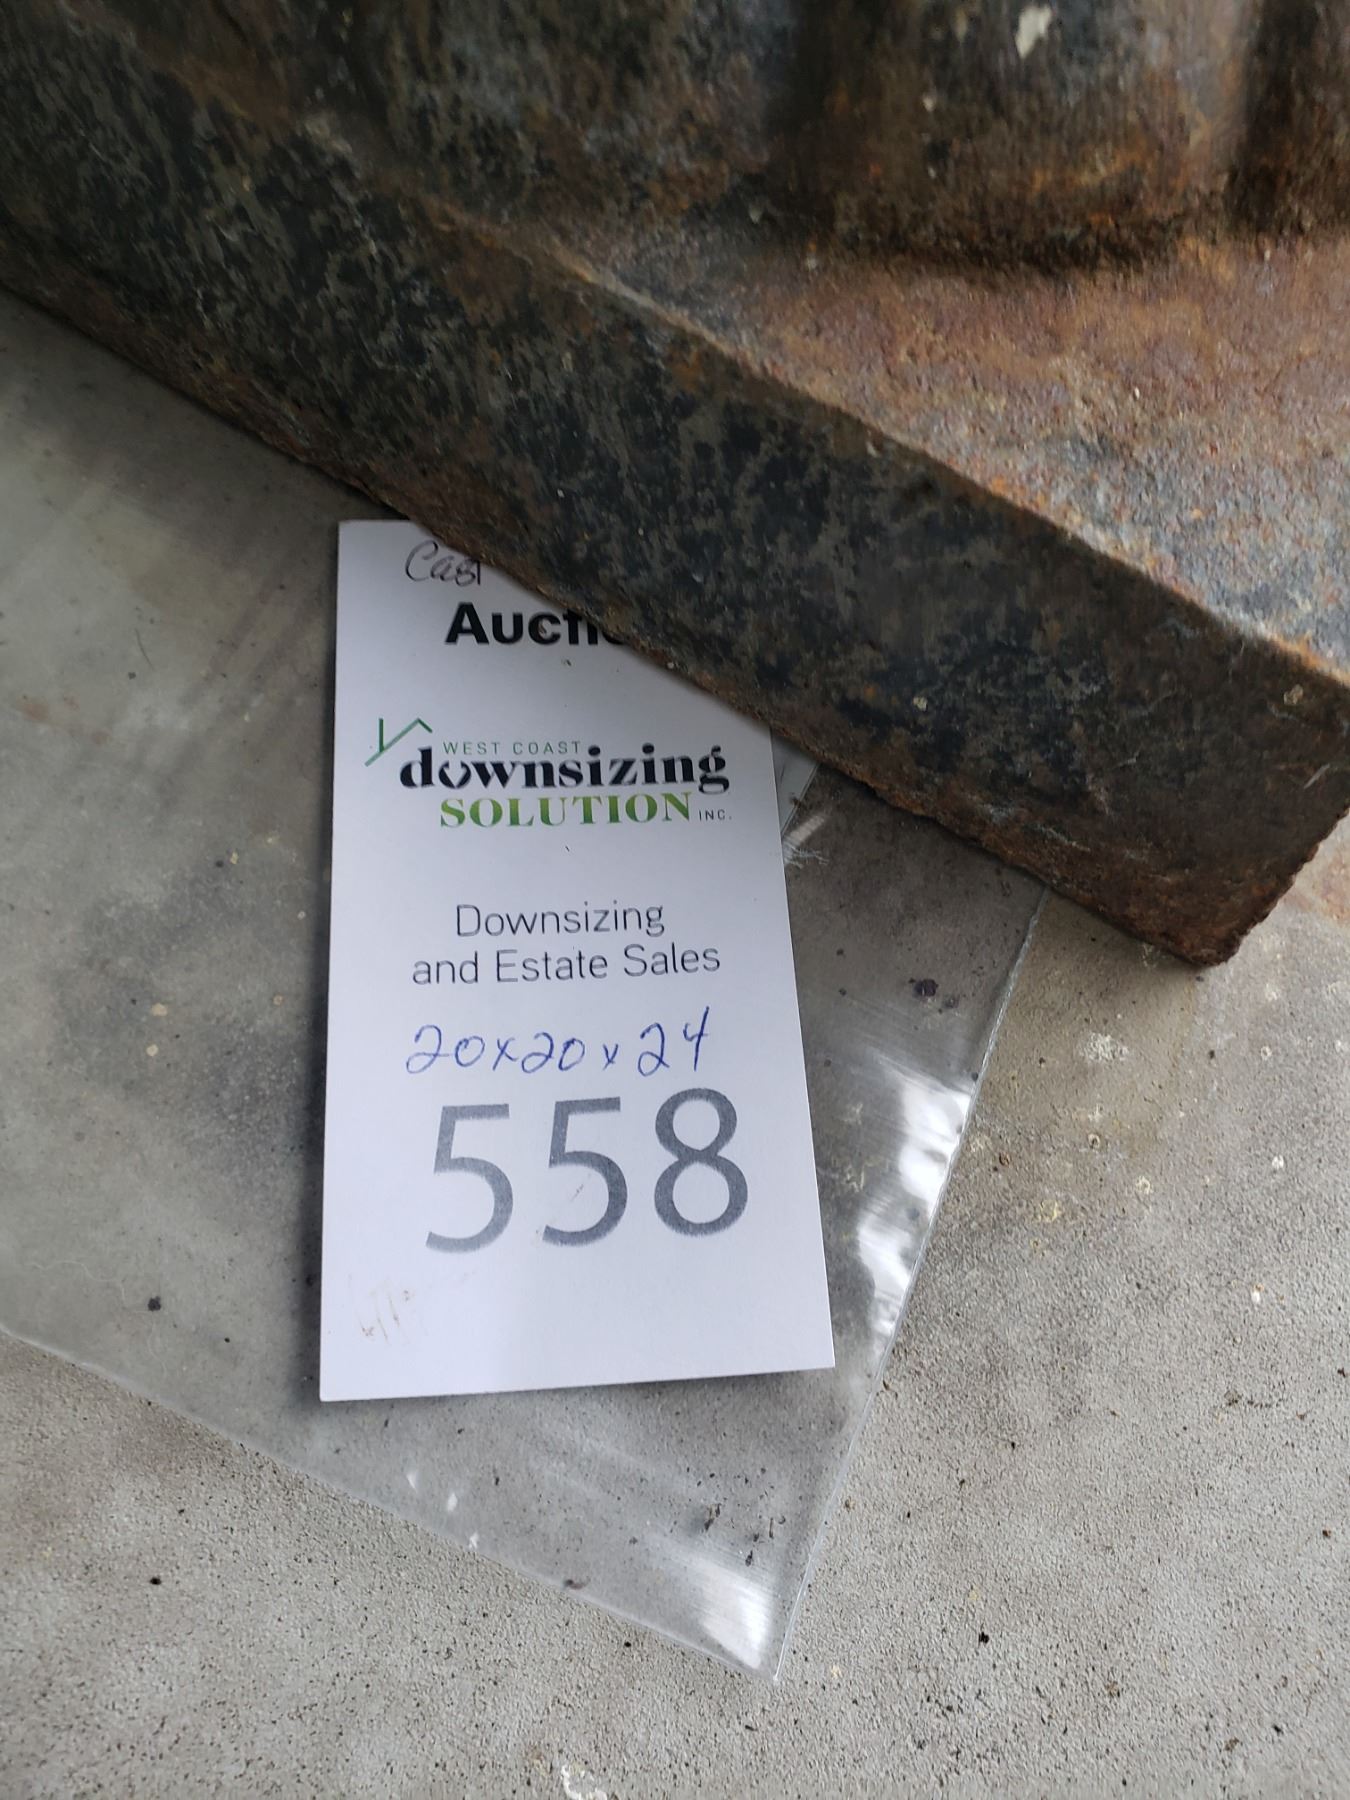 Cast
Auctio
WEST COAST
downsizing
SOLUTION INC.
Downsizing
and Estate Sales
20x20x24
558